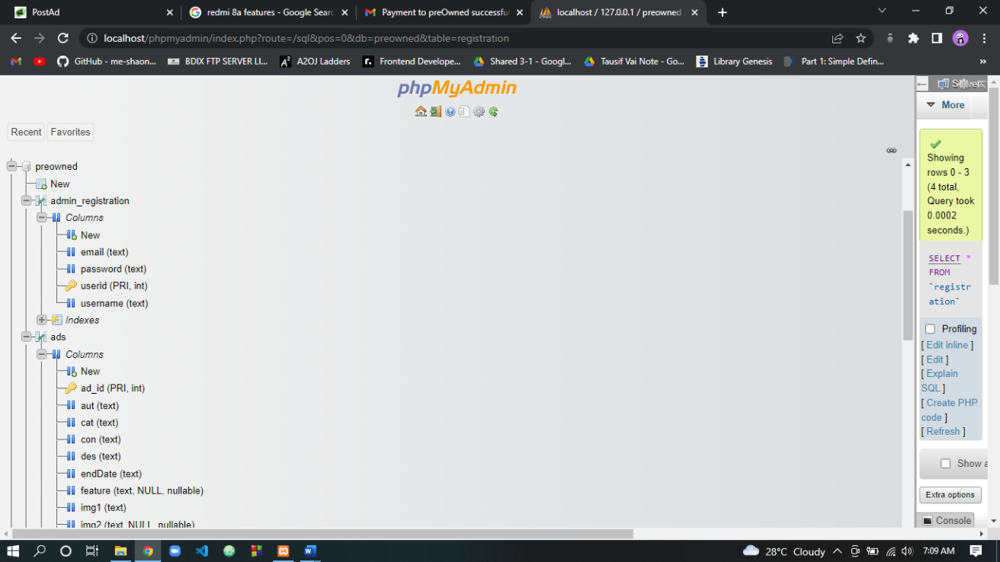 PostAd
redmi 8a features - Google Searc
Payment to preOwned successful
localhost / 127.0.0.1 / preowned
localhost/phpmyadmin/index.php?route=/sql&pos=0&db=preowned&table=registration
GitHub - me-shaon...
BDIX FTP SERVER LI...
A2OJ Ladders
Frontend Develope...
Shared 3-1 - Googl...
Tausif Vai Note - Go...
Library Genesis
Part 1: Simple Defin...
phpMyAdmin
Recent
Favorites
preowned
New
admin_registration
Columns
New
email (text)
password (text)
userid (PRI, int)
username (text)
Indexes
ads
Columns
New
ad_id (PRI, int)
aut (text)
cat (text)
con (text)
des (text)
endDate (text)
feature (text, NULL, nullable)
img1 (text)
img2 (text, NULL, nullable)
More
Showing
rows 0 - 3
(4 total,
Query took
0.0002
seconds.)
SELECT *
FROM
`registr
ation`
Profiling
[ Edit inline ]
[ Edit ]
[ Explain
SQL ]
[ Create PHP
code ]
[ Refresh ]
Show a
Extra options
Console
28°C Cloudy
7:09 AM